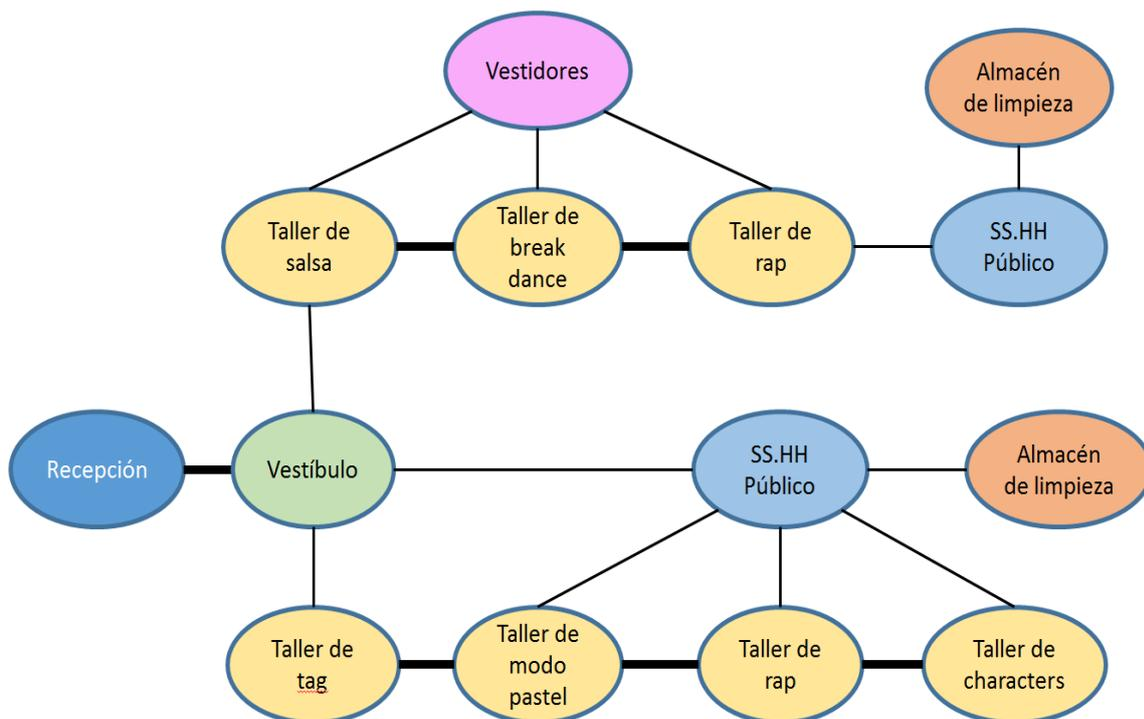 Vestidores
Almacén
de limpieza
Taller de
salsa
Taller de
break
dance
Taller de
rap
SS.HH
Público
Recepción
Vestíbulo
SS.HH
Público
Almacén
de limpieza
Taller de
tag
Taller de
modo
pastel
Taller de
rap
Taller de
characters